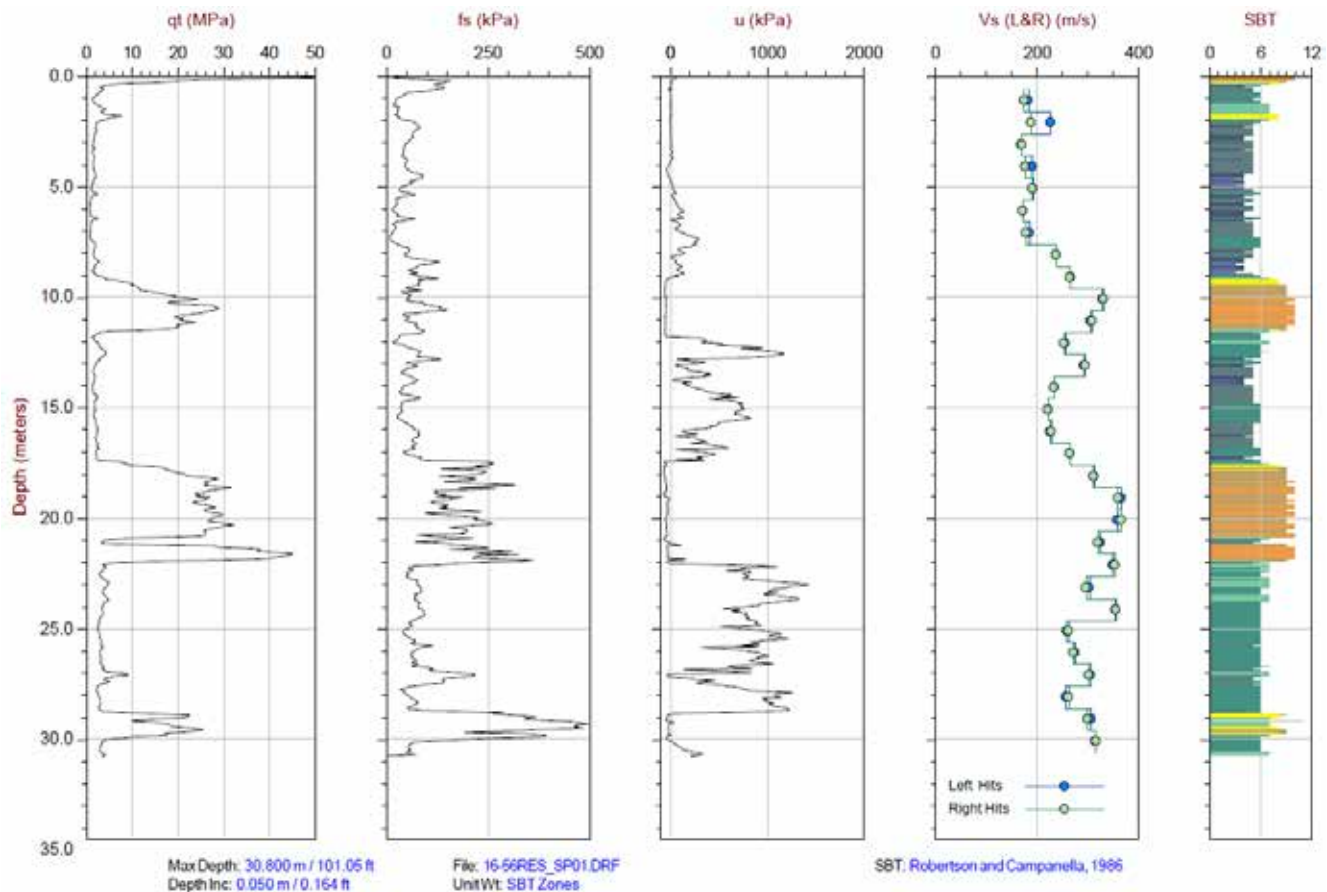 qt (MPa) fs (kPa) u (kPa) Vs (L&R) (m/s) SBT
0 10 20 30 40 50 0 250 500 0 1000 2000 0 200 400 0 6 12
0.0
5.0
10.0
15.0
20.0
25.0
30.0
35.0
Depth (meters)
Left Hits
Right Hits
Max Depth: 30.800 m / 101.05 ft File: 16-56RES_SP01.DRF SBT: Robertson and Campanella, 1986
Depth Inc: 0.050 m / 0.164 ft Unit Wt: SBT Zones